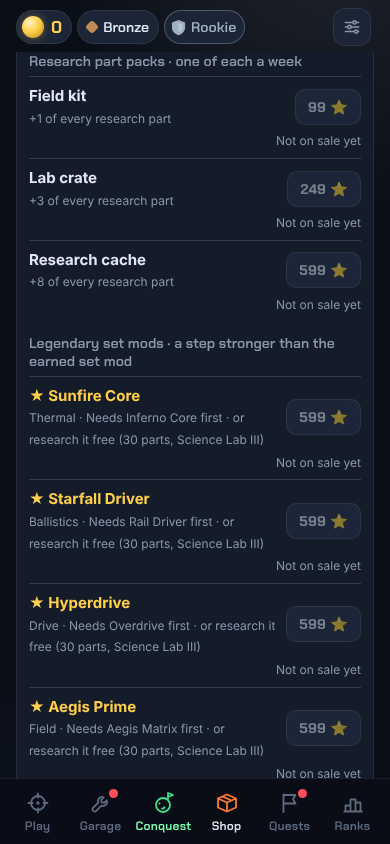 0
Bronze
Rookie
Research part packs · one of each a week
Field kit
+1 of every research part
99
Not on sale yet
Lab crate
+3 of every research part
249
Not on sale yet
Research cache
+8 of every research part
599
Not on sale yet
Legendary set mods · a step stronger than the
earned set mod
★ Sunfire Core
Thermal · Needs Inferno Core first · or
research it free (30 parts, Science Lab III)
599
Not on sale yet
★ Starfall Driver
Ballistics · Needs Rail Driver first · or
research it free (30 parts, Science Lab III)
599
Not on sale yet
★ Hyperdrive
Drive · Needs Overdrive first · or research it
free (30 parts, Science Lab III)
599
Not on sale yet
★ Aegis Prime
Field · Needs Aegis Matrix first · or
research it free (30 parts, Science Lab III)
599
Not on sale yet
Play
Garage
Conquest
Shop
Quests
Ranks